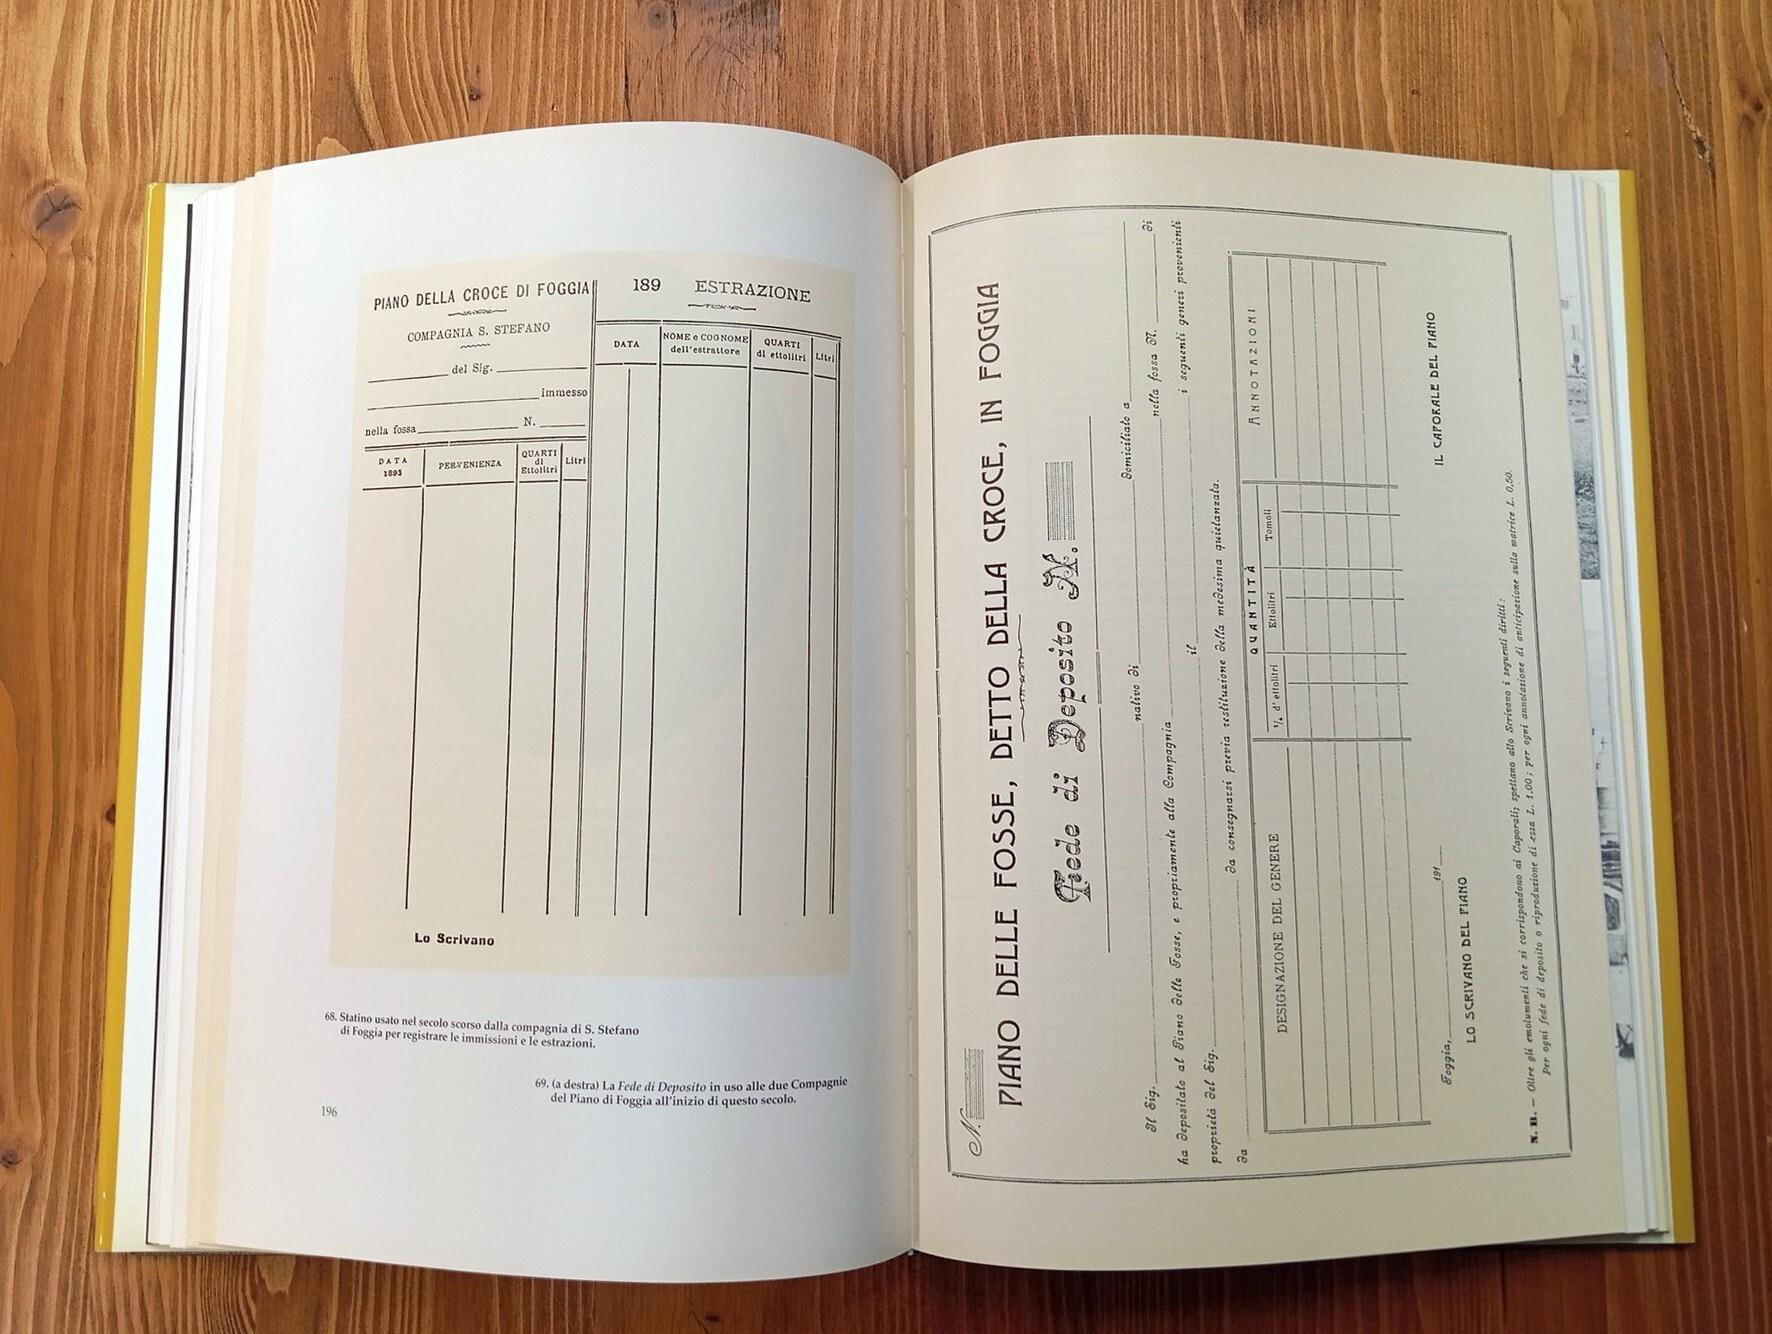 PIANO DELLA CROCE DI FOGGIA
COMPAGNIA S. STEFANO
del Sig.
immesso
nella fossa N.
DATA
1893
PERVENIENZA
QUARTI
di
Ettolitri
Litri
189 ESTRAZIONE
DATA
NOME e COGNOME
dell'estrattore
QUARTI
di ettolitri
Litri
Lo Scrivano
68. Statino usato nel secolo scorso dalla compagnia di S. Stefano
di Foggia per registrare le immissioni e le estrazioni.
69. (a destra) La Fede di Deposito in uso alle due Compagnie
del Piano di Foggia all'inizio di questo secolo.
196
N.
PIANO DELLE FOSSE, DETTO DELLA CROCE, IN FOGGIA
Fede di Deposito N.
Il Sig. nativo di domiciliato a
ha depositato al Piano delle Fosse, e propriamente alla Compagnia nella fossa N. di
proprietà del Sig. il i seguenti generi provenienti
da da consegnarsi previa restituzione della medesima quietanzata.
DESIGNAZIONE DEL GENERE
QUANTITÀ
¼ d' ettolitri
Ettolitri
Tomoli
ANNOTAZIONI
Foggia, 191
LO SCRIVANO DEL PIANO
IL CAPORALE DEL PIANO
N. B. – Oltre gli emolumenti che si corrispondono ai Caporali; spettano allo Scrivano i seguenti diritti:
Per ogni fede di deposito o riproduzione di essa L. 1.00; per ogni annotazione di anticipazione sulla matrice L. 0,50.